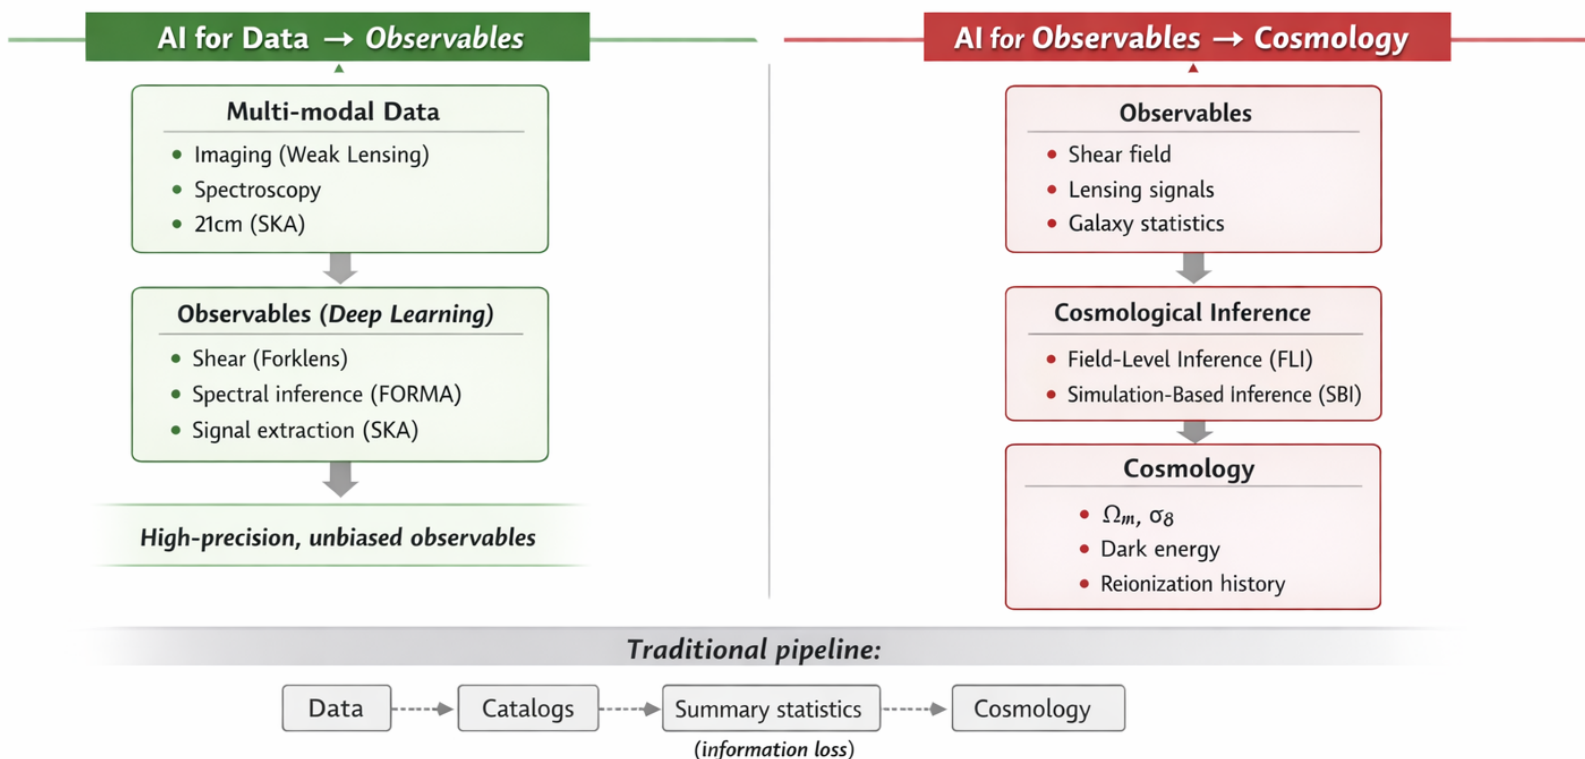 AI for Data → Observables
Multi-modal Data
• Imaging (Weak Lensing)
• Spectroscopy
• 21cm (SKA)
Observables (Deep Learning)
• Shear (Forklens)
• Spectral inference (FORMA)
• Signal extraction (SKA)
High-precision, unbiased observables
AI for Observables → Cosmology
Observables
• Shear field
• Lensing signals
• Galaxy statistics
Cosmological Inference
• Field-Level Inference (FLI)
• Simulation-Based Inference (SBI)
Cosmology
• Ωm, σ8
• Dark energy
• Reionization history
Traditional pipeline:
Data
Catalogs
Summary statistics
Cosmology
(information loss)